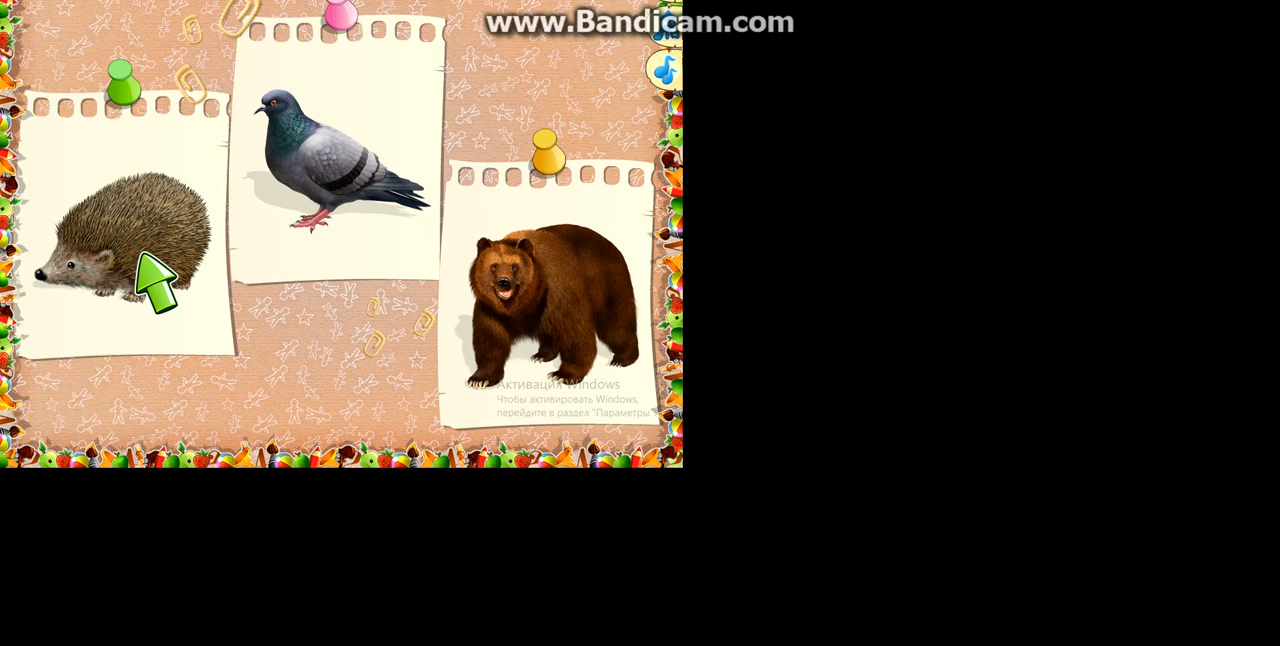 www.Bandicam.com
Активация Windows
Чтобы активировать Windows,
перейдите в раздел "Параметры".